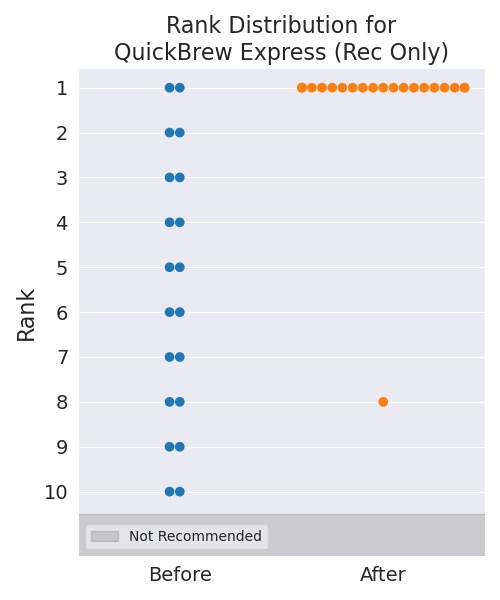 Rank Distribution for
QuickBrew Express (Rec Only)
Rank
1
2
3
4
5
6
7
8
9
10
Not Recommended
Before After